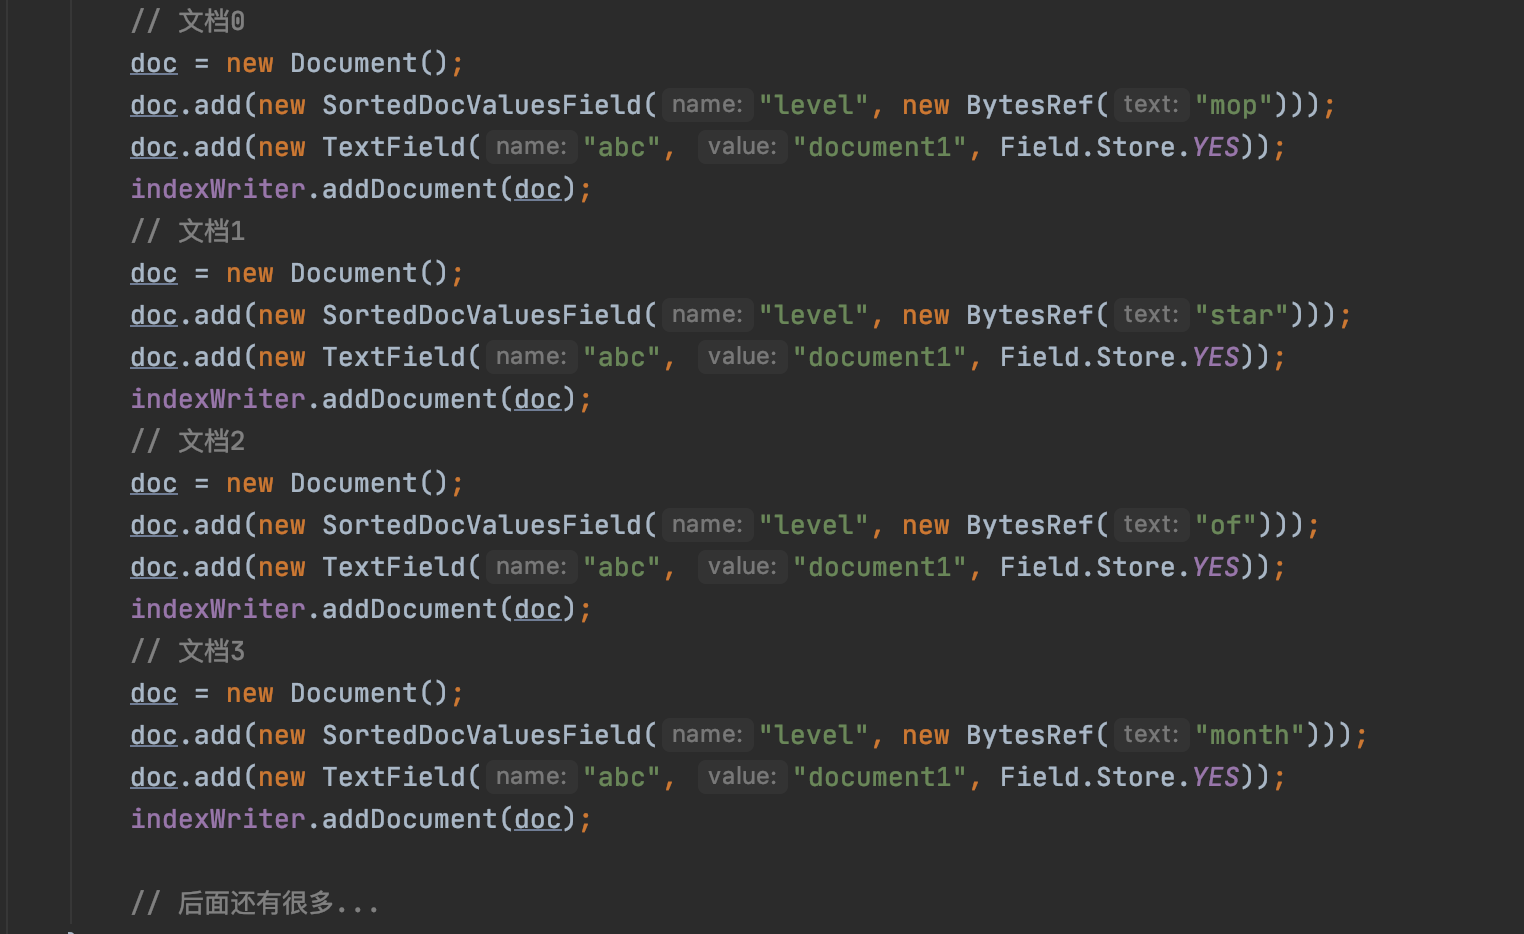 // 文档0
doc = new Document();
doc.add(new SortedDocValuesField( name: "level", new BytesRef( text: "mop")));
doc.add(new TextField( name: "abc", value: "document1", Field.Store.YES));
indexWriter.addDocument(doc);
// 文档1
doc = new Document();
doc.add(new SortedDocValuesField( name: "level", new BytesRef( text: "star")));
doc.add(new TextField( name: "abc", value: "document1", Field.Store.YES));
indexWriter.addDocument(doc);
// 文档2
doc = new Document();
doc.add(new SortedDocValuesField( name: "level", new BytesRef( text: "of")));
doc.add(new TextField( name: "abc", value: "document1", Field.Store.YES));
indexWriter.addDocument(doc);
// 文档3
doc = new Document();
doc.add(new SortedDocValuesField( name: "level", new BytesRef( text: "month")));
doc.add(new TextField( name: "abc", value: "document1", Field.Store.YES));
indexWriter.addDocument(doc);
// 后面还有很多...